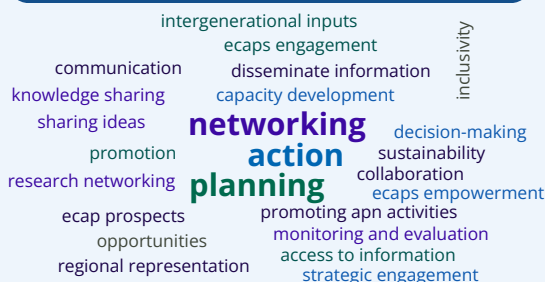 intergenerational inputs
ecaps engagement
inclusivity
communication
disseminate information
knowledge sharing
capacity development
sharing ideas
networking
decision-making
promotion
action
sustainability
research networking
planning
collaboration
ecaps empowerment
ecap prospects
promoting apn activities
opportunities
monitoring and evaluation
access to information
regional representation
strategic engagement